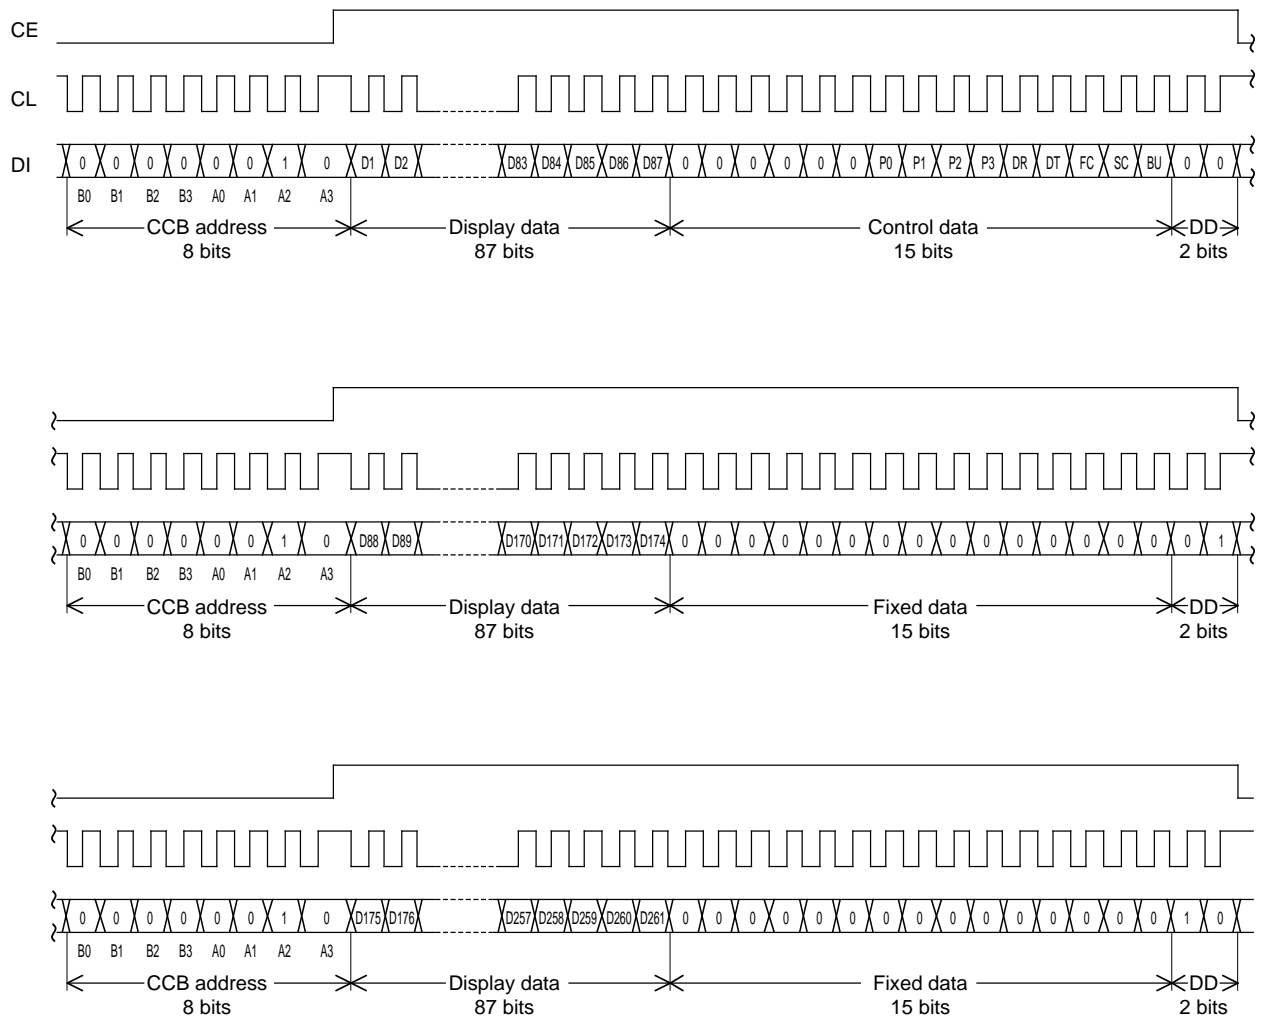 CE
CL
DI 0 0 0 0 0 0 1 0 D1 D2 D83 D84 D85 D86 D87 0 0 0 0 0 0 P0 P1 P2 P3 DR DT FC SC BU 0 0
B0 B1 B2 B3 A0 A1 A2 A3
CCB address Display data Control data DD
8 bits 87 bits 15 bits 2 bits
0 0 0 0 0 0 1 0 D88 D89 D170 D171 D172 D173 D174 0 0 0 0 0 0 0 0 0 0 0 0 0 0 0 0 1
B0 B1 B2 B3 A0 A1 A2 A3
CCB address Display data Fixed data DD
8 bits 87 bits 15 bits 2 bits
0 0 0 0 0 0 1 0 D175 D176 D257 D258 D259 D260 D261 0 0 0 0 0 0 0 0 0 0 0 0 0 0 0 1 0
B0 B1 B2 B3 A0 A1 A2 A3
CCB address Display data Fixed data DD
8 bits 87 bits 15 bits 2 bits